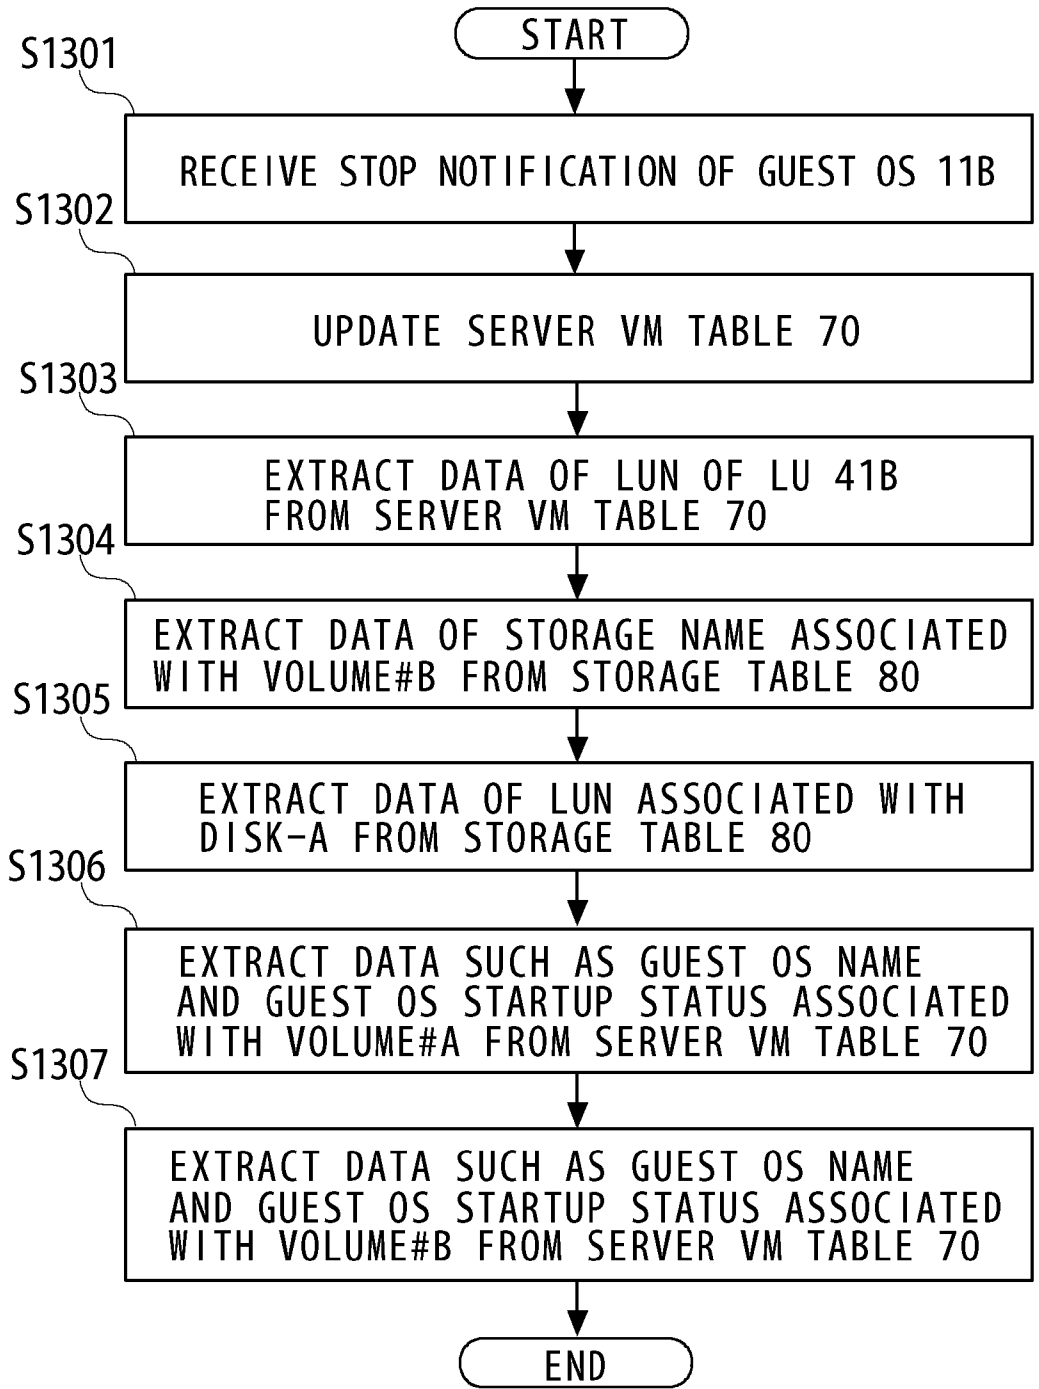 START
S1301
RECEIVE STOP NOTIFICATION OF GUEST OS 11B
S1302
UPDATE SERVER VM TABLE 70
S1303
EXTRACT DATA OF LUN OF LU 41B
FROM SERVER VM TABLE 70
S1304
EXTRACT DATA OF STORAGE NAME ASSOCIATED
WITH VOLUME#B FROM STORAGE TABLE 80
S1305
EXTRACT DATA OF LUN ASSOCIATED WITH
DISK-A FROM STORAGE TABLE 80
S1306
EXTRACT DATA SUCH AS GUEST OS NAME
AND GUEST OS STARTUP STATUS ASSOCIATED
WITH VOLUME#A FROM SERVER VM TABLE 70
S1307
EXTRACT DATA SUCH AS GUEST OS NAME
AND GUEST OS STARTUP STATUS ASSOCIATED
WITH VOLUME#B FROM SERVER VM TABLE 70
END